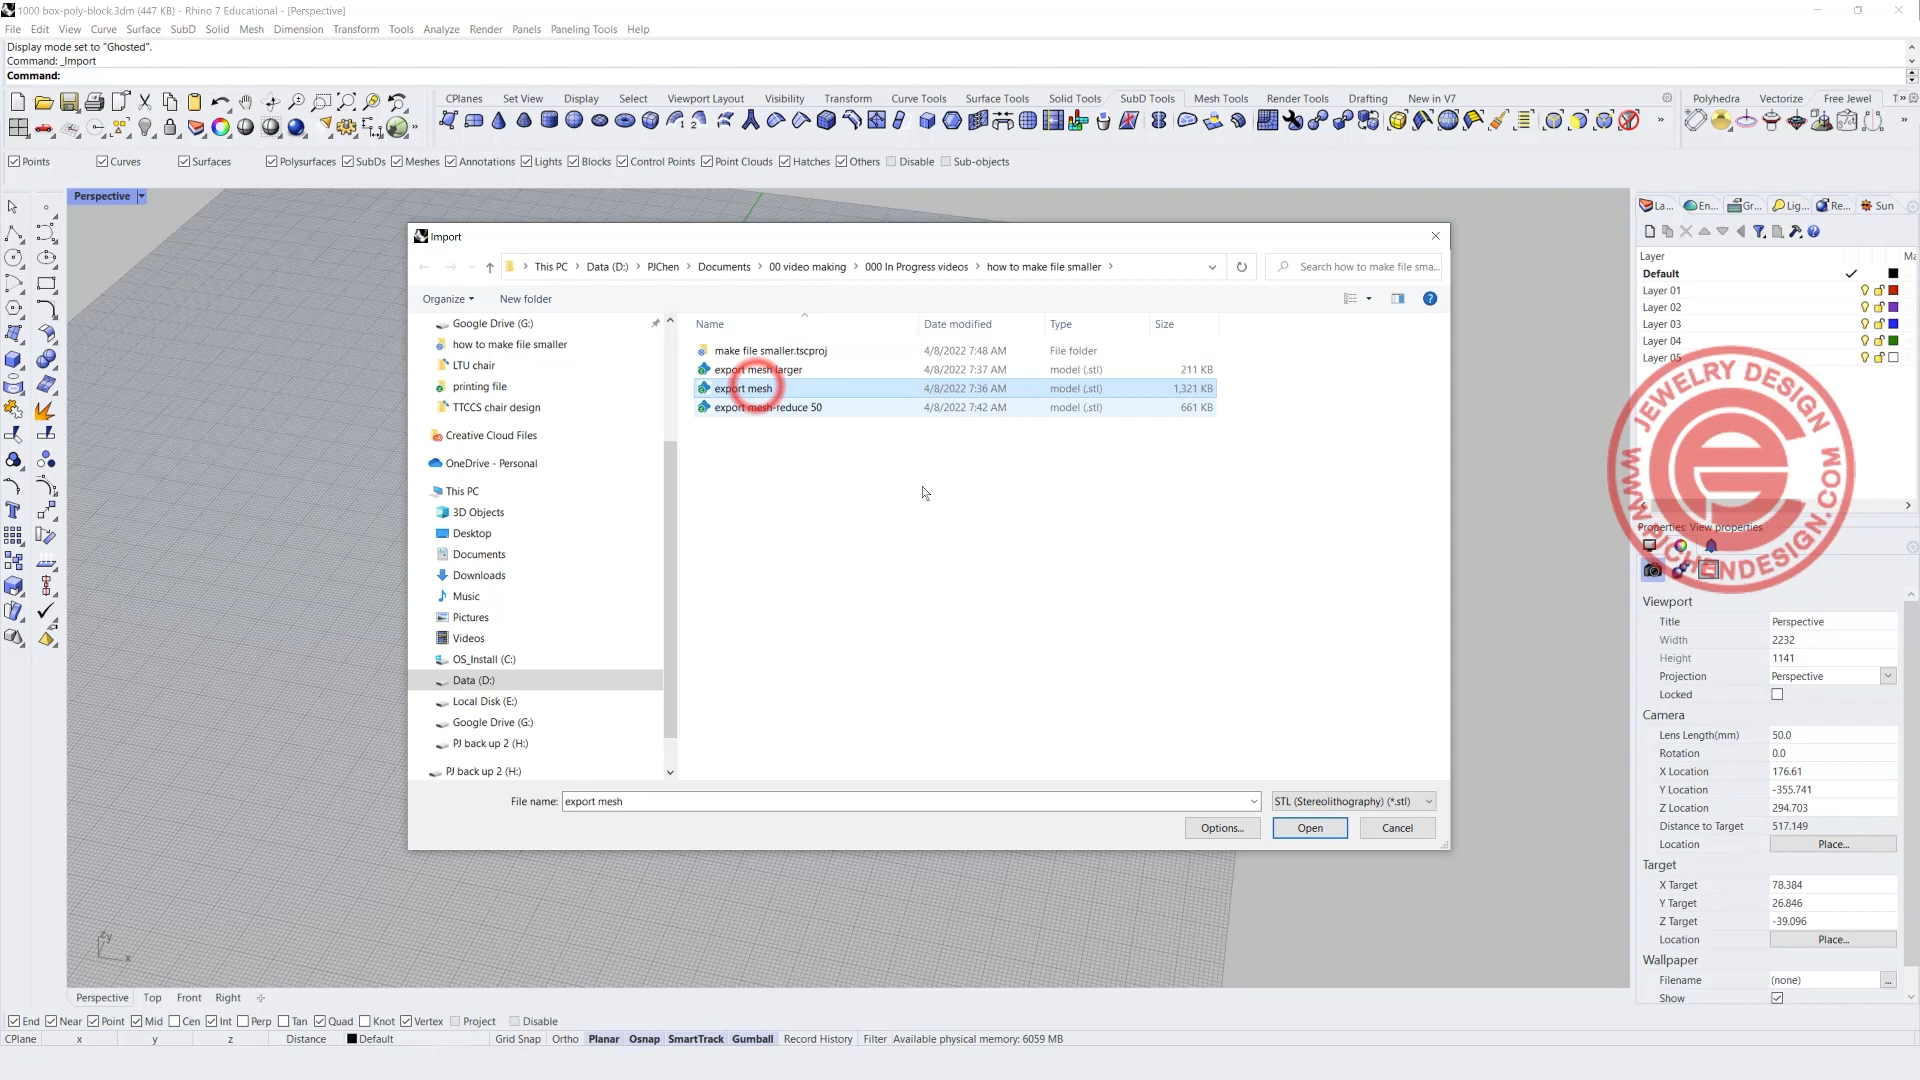 1000 box-poly-block.3dm (447 KB) - Rhino 7 Educational - [Perspective]
File Edit View Curve Surface SubD Solid Mesh Dimension Transform Tools Analyze Render Panels Paneling Tools Help
Display mode set to "Ghosted".
Command: _Import
Command:
CPlanes Set View Display Select Viewport Layout Visibility Transform Curve Tools Surface Tools Solid Tools SubD Tools Mesh Tools Render Tools Drafting New in V7 Polyhedra Vectorize Free Jewel
Points Curves Surfaces Polysurfaces SubDs Meshes Annotations Lights Blocks Control Points Point Clouds Hatches Others Disable Sub-objects
Perspective
La... En... Gr... Lig... Re... Sun
Import
This PC > Data (D:) > PJChen > Documents > 00 video making > 000 In Progress videos > how to make file smaller >
Search how to make file sma...
Organize New folder
Google Drive (G:)
how to make file smaller
LTU chair
printing file
TTCCS chair design
Creative Cloud Files
OneDrive - Personal
This PC
3D Objects
Desktop
Documents
Downloads
Music
Pictures
Videos
OS_Install (C:)
Data (D:)
Local Disk (E:)
Google Drive (G:)
PJ back up 2 (H:)
PJ back up 2 (H:)
Name Date modified Type Size
make file smaller.tscproj 4/8/2022 7:48 AM File folder
export mesh larger 4/8/2022 7:37 AM model (.stl) 211 KB
export mesh 4/8/2022 7:36 AM model (.stl) 1,321 KB
export mesh-reduce 50 4/8/2022 7:42 AM model (.stl) 661 KB
File name: export mesh STL (Stereolithography) (*.stl)
Options... Open Cancel
Layer Ma
Default
Layer 01
Layer 02
Layer 03
Layer 04
Layer 05
JEWELRY DESIGN
WWW.PJCHENDESIGN.COM
Properties: View properties
Viewport
Title Perspective
Width 2232
Height 1141
Projection Perspective
Locked
Camera
Lens Length(mm) 50.0
Rotation 0.0
X Location 176.61
Y Location -355.741
Z Location 294.703
Distance to Target 517.149
Location Place...
Target
X Target 78.384
Y Target 26.846
Z Target -39.096
Location Place...
Wallpaper
Filename (none) ...
Show
z y
x
Perspective Top Front Right
End Near Point Mid Cen Int Perp Tan Quad Knot Vertex Project Disable
CPlane x y z Distance Default Grid Snap Ortho Planar Osnap SmartTrack Gumball Record History Filter Available physical memory: 6059 MB